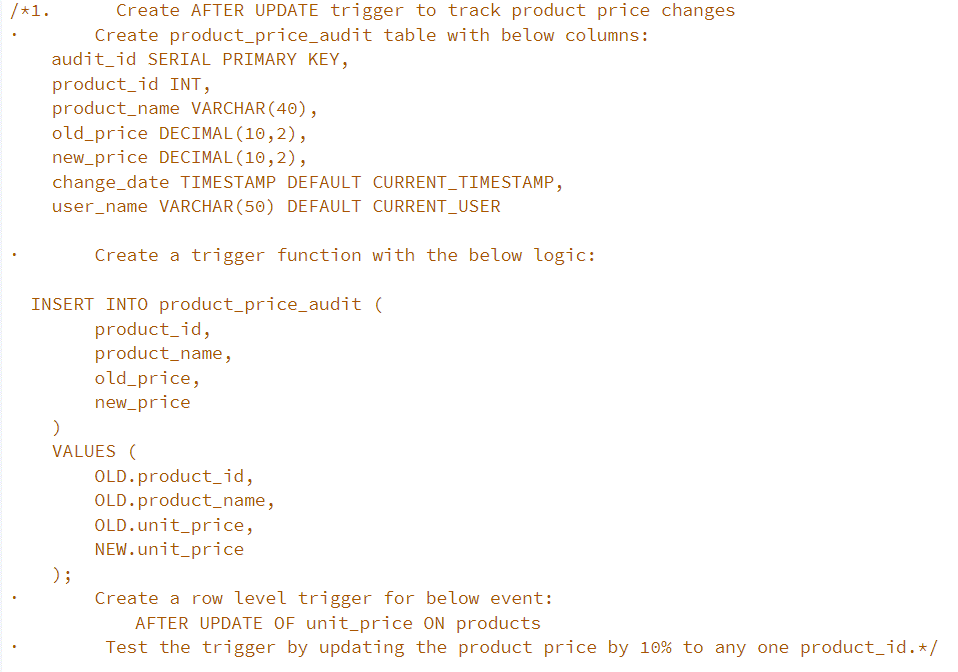 /*1. Create AFTER UPDATE trigger to track product price changes
· Create product_price_audit table with below columns:
audit_id SERIAL PRIMARY KEY,
product_id INT,
product_name VARCHAR(40),
old_price DECIMAL(10,2),
new_price DECIMAL(10,2),
change_date TIMESTAMP DEFAULT CURRENT_TIMESTAMP,
user_name VARCHAR(50) DEFAULT CURRENT_USER
· Create a trigger function with the below logic:
INSERT INTO product_price_audit (
product_id,
product_name,
old_price,
new_price
)
VALUES (
OLD.product_id,
OLD.product_name,
OLD.unit_price,
NEW.unit_price
);
· Create a row level trigger for below event:
AFTER UPDATE OF unit_price ON products
· Test the trigger by updating the product price by 10% to any one product_id.*/